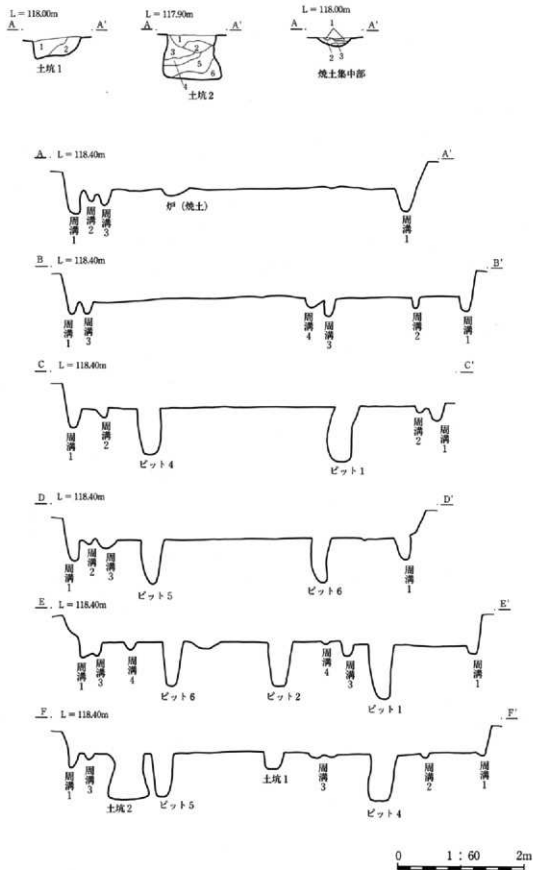 L＝118.00m
A A'
1 2
土坑1
L＝117.90m
A A'
1 2 3 4 5 6
土坑2
L＝118.00m
A A'
1
2 3
焼土集中部
A L＝118.40m A'
周溝1 周溝2 周溝3 炉（焼土） 周溝1
B L＝118.40m B'
周溝1 周溝3 周溝4 周溝3 周溝2 周溝1
C L＝118.40m C'
周溝1 周溝2 ピット4 ピット1 周溝2 周溝1
D L＝118.40m D'
周溝1 周溝2 周溝3 ピット5 ピット6 周溝1
E L＝118.40m E'
周溝1 周溝3 周溝4 ピット6 ピット2 周溝4 周溝3 ピット1 周溝1
F L＝118.40m F'
周溝1 周溝3 土坑2 ピット5 土坑1 周溝3 ピット4 周溝2 周溝1
0 1：60 2m